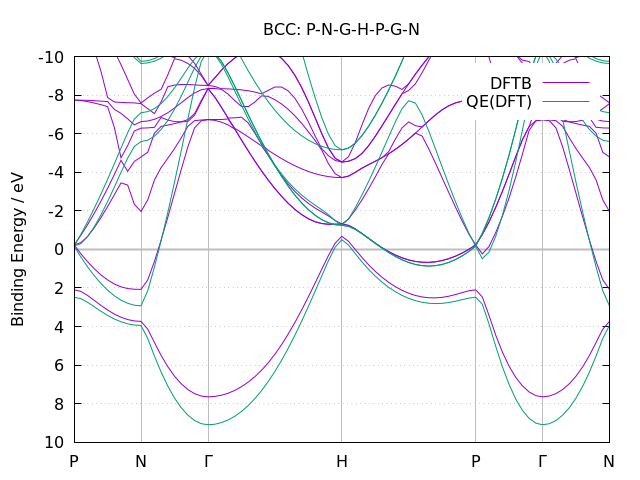 BCC: P-N-G-H-P-G-N
-10
-8
-6
-4
-2
0
2
4
6
8
10
Binding Energy / eV
DFTB
QE(DFT)
P N Γ H P Γ N